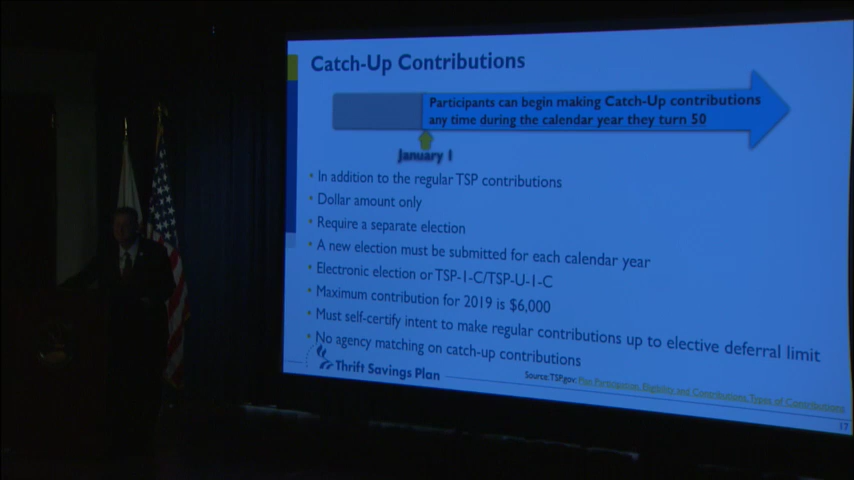 Catch-Up Contributions
Participants can begin making Catch-Up contributions
any time during the calendar year they turn 50
January 1
In addition to the regular TSP contributions
Dollar amount only
Require a separate election
A new election must be submitted for each calendar year
Electronic election or TSP-1-C/TSP-U-1-C
Maximum contribution for 2019 is $6,000
Must self-certify intent to make regular contributions up to elective deferral limit
No agency matching on catch-up contributions
Thrift Savings Plan
Source: TSP.gov: Plan Participation, Eligibility and Contributions, Types of Contributions
17